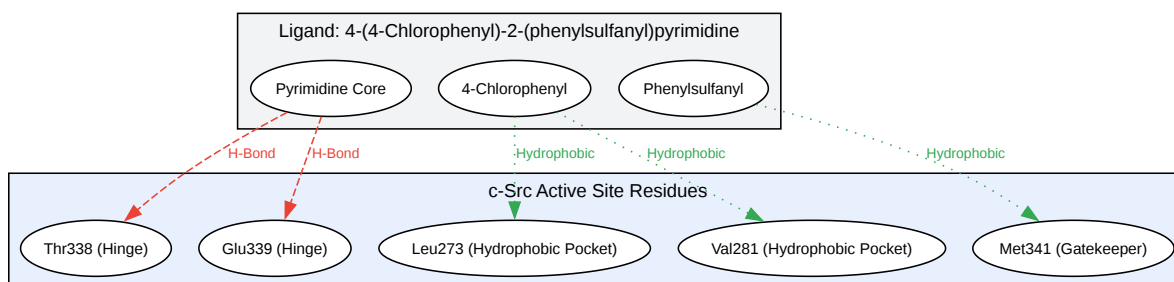 Ligand: 4-(4-Chlorophenyl)-2-(phenylsulfanyl)pyrimidine
Pyrimidine Core
4-Chlorophenyl
Phenylsulfanyl
H-Bond
H-Bond
Hydrophobic
Hydrophobic
Hydrophobic
c-Src Active Site Residues
Thr338 (Hinge)
Glu339 (Hinge)
Leu273 (Hydrophobic Pocket)
Val281 (Hydrophobic Pocket)
Met341 (Gatekeeper)